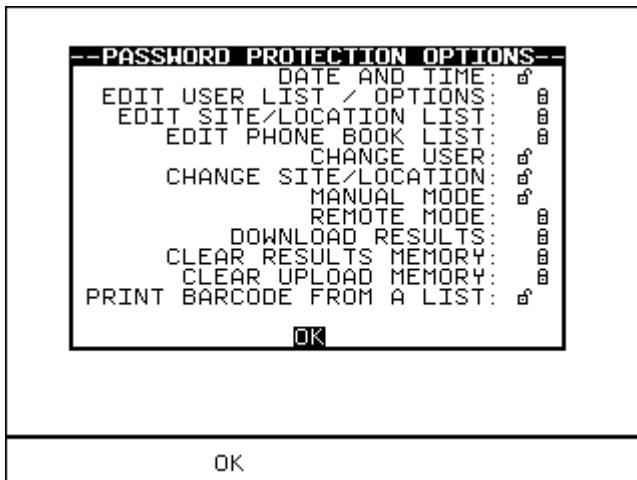 --PASSWORD PROTECTION OPTIONS--
DATE AND TIME:
EDIT USER LIST / OPTIONS:
EDIT SITE/LOCATION LIST:
EDIT PHONE BOOK LIST:
CHANGE USER:
CHANGE SITE/LOCATION:
MANUAL MODE:
REMOTE MODE:
DOWNLOAD RESULTS:
CLEAR RESULTS MEMORY:
CLEAR UPLOAD MEMORY:
PRINT BARCODE FROM A LIST:
OK
OK